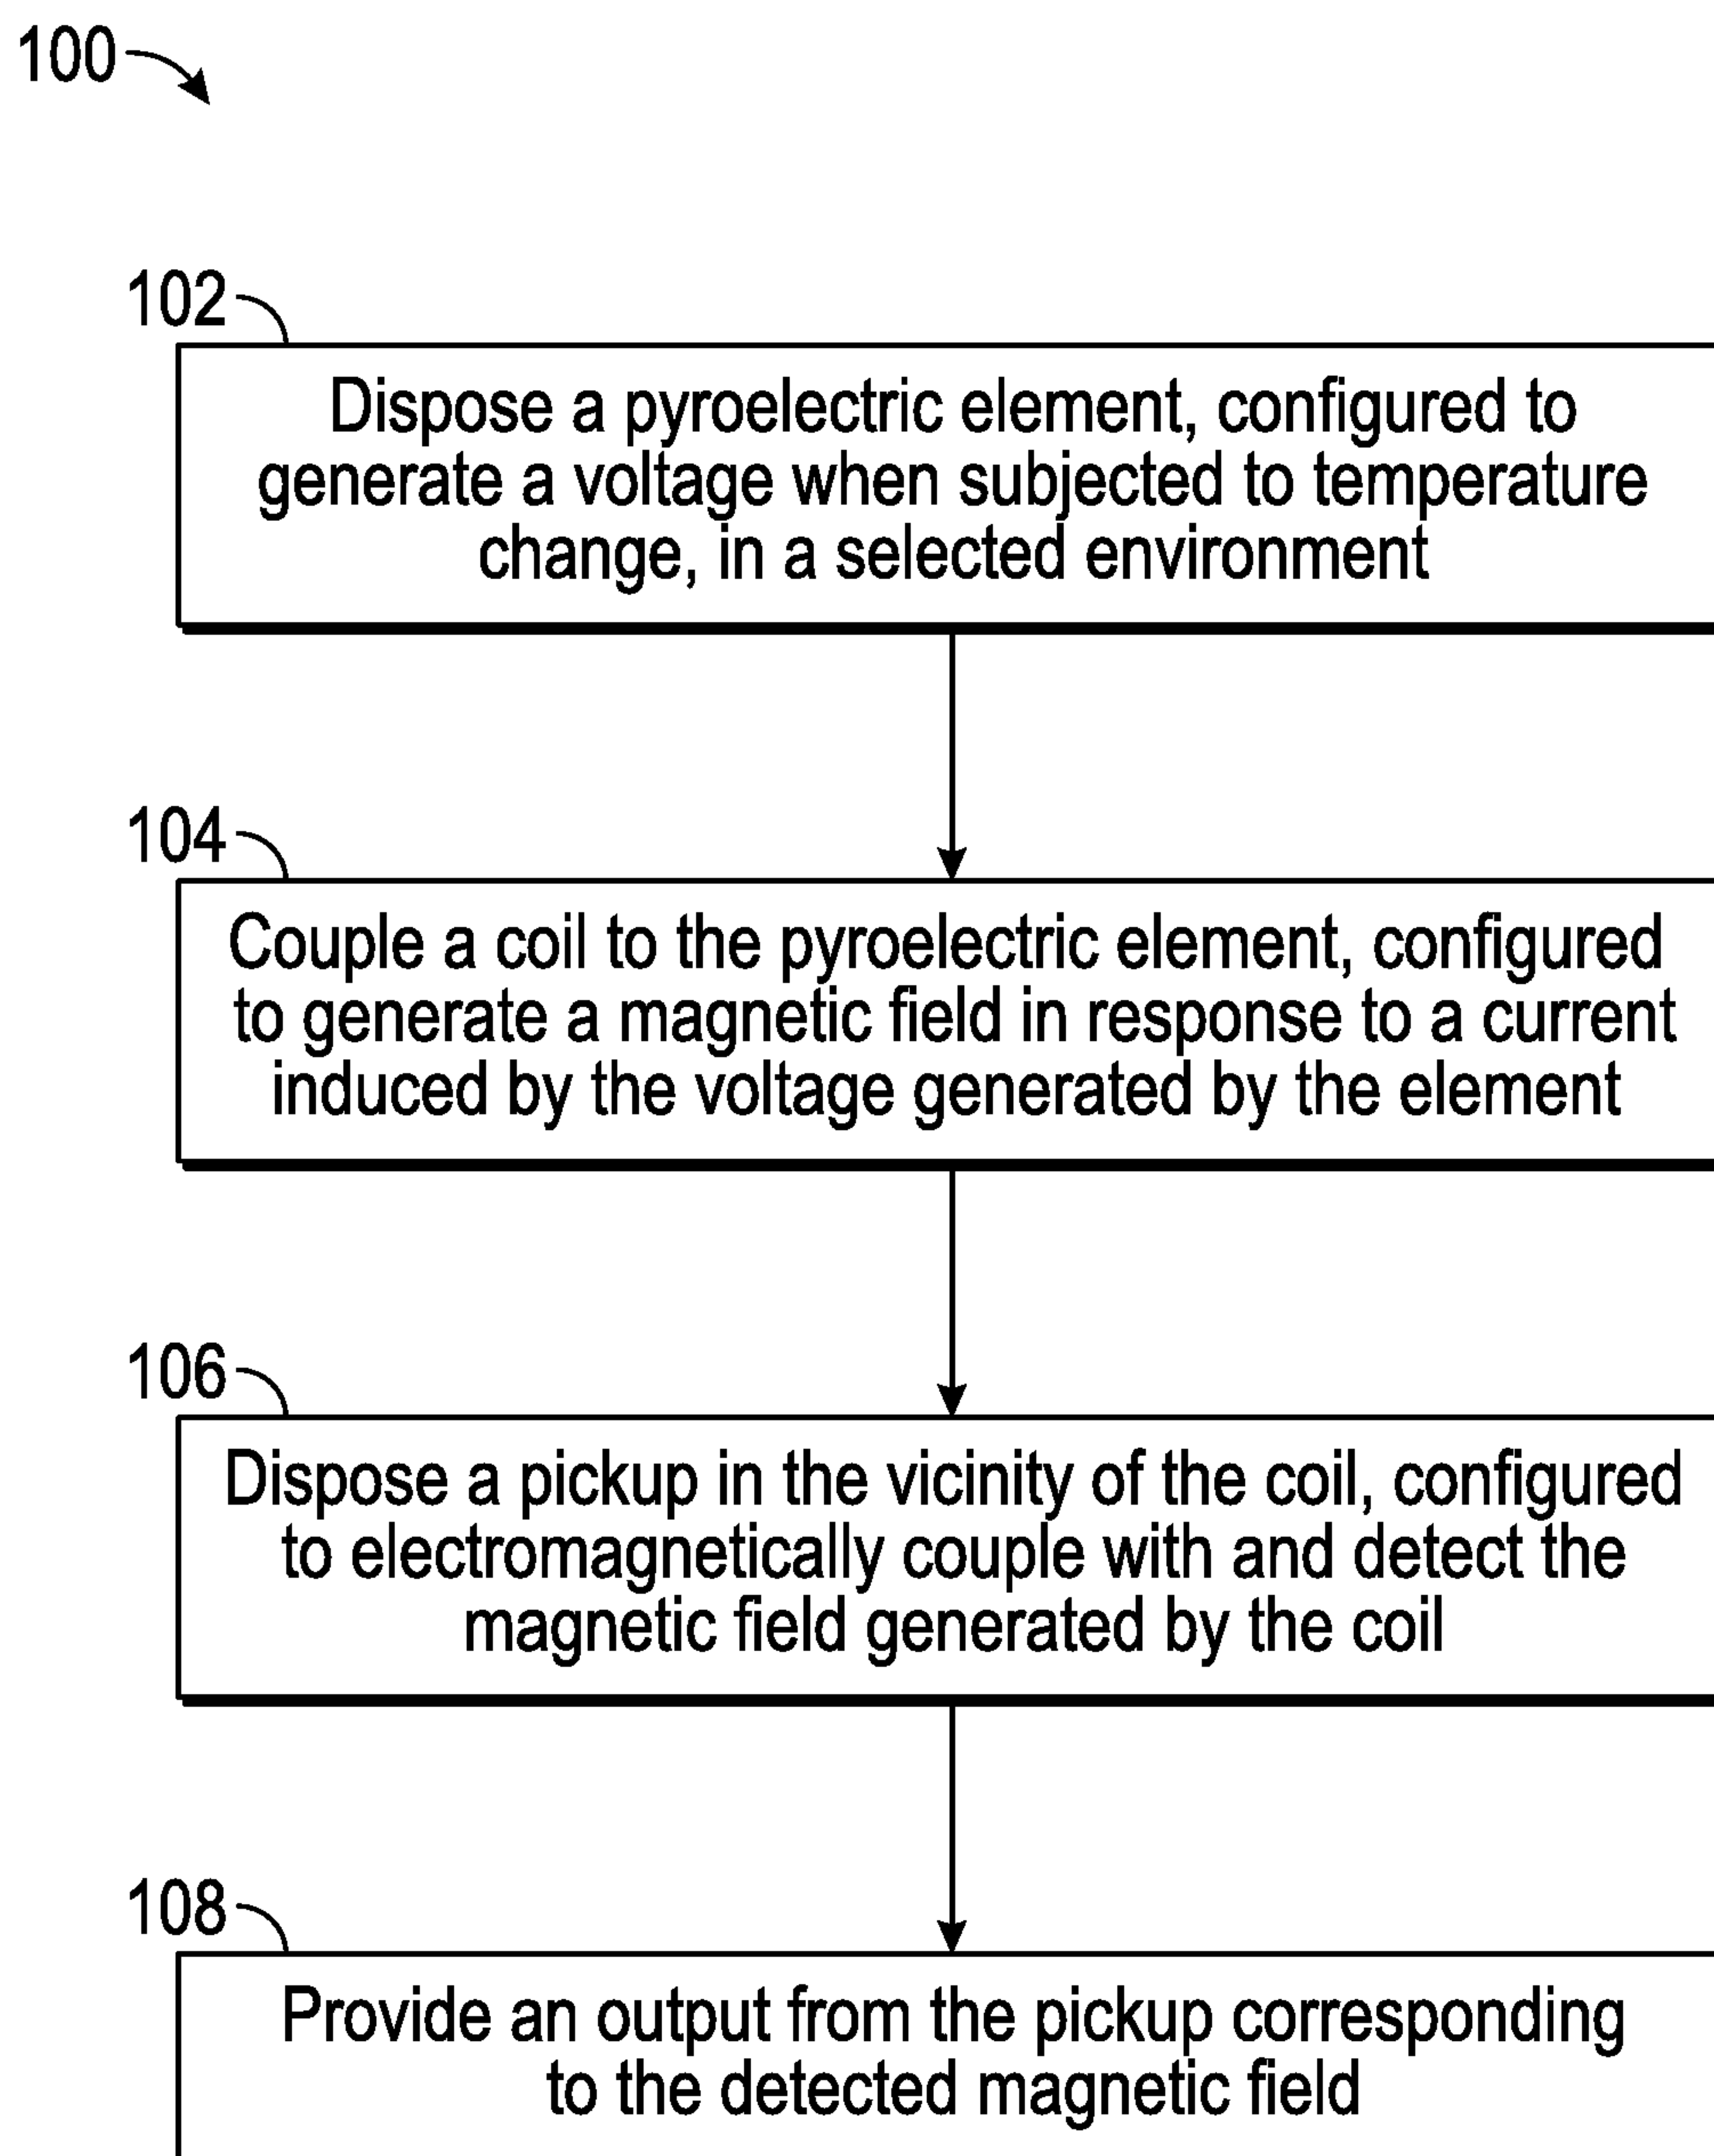 100
102
Dispose a pyroelectric element, configured to
generate a voltage when subjected to temperature
change, in a selected environment
104
Couple a coil to the pyroelectric element, configured
to generate a magnetic field in response to a current
induced by the voltage generated by the element
106
Dispose a pickup in the vicinity of the coil, configured
to electromagnetically couple with and detect the
magnetic field generated by the coil
108
Provide an output from the pickup corresponding
to the detected magnetic field